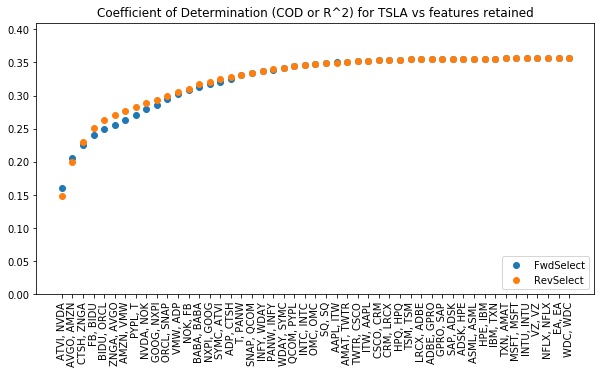 Coefficient of Determination (COD or R^2) for TSLA vs features retained
0.40
0.35
0.30
0.25
0.20
0.15
0.10
0.05
0.00
FwdSelect
RevSelect
ATVI, NVDA
AVGO, AMZN
CTSH, ZNGA
FB, BIDU
BIDU, ORCL
ZNGA, AVGO
AMZN, VMW
PYPL, T
NVDA, NOK
GOOG, NXPI
ORCL, SNAP
VMW, ADP
NOK, FB
BABA, BABA
NXPI, GOOG
SYMC, ATVI
ADP, CTSH
T, PANW
SNAP, QCOM
INFY, WDAY
PANW, INFY
WDAY, SYMC
QCOM, PYPL
INTC, INTC
OMC, OMC
SQ, SQ
AAPL, ITW
AMAT, TWTR
TWTR, CSCO
ITW, AAPL
CSCO, CRM
CRM, LRCX
HPQ, HPQ
TSM, TSM
LRCX, ADBE
ADBE, GPRO
GPRO, SAP
SAP, ADSK
ADSK, HPE
ASML, ASML
HPE, IBM
IBM, TXN
TXN, AMAT
MSFT, MSFT
INTU, INTU
VZ, VZ
NFLX, NFLX
EA, EA
WDC, WDC